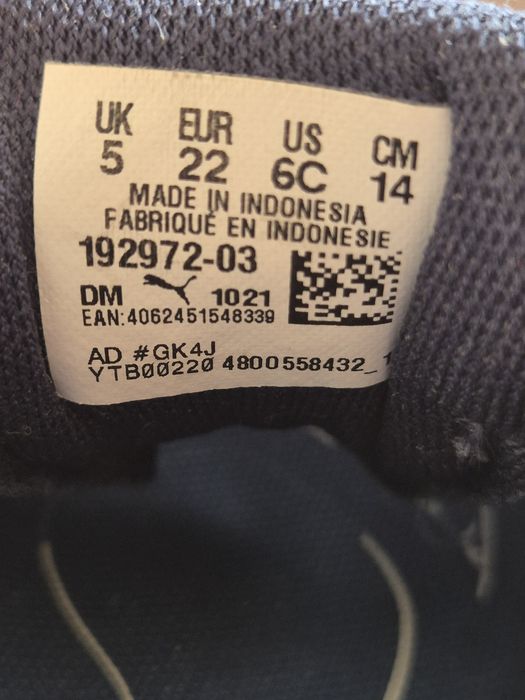 UK EUR US CM
5 22 6C 14
MADE IN INDONESIA
FABRIQUÉ EN INDONESIE
192972-03
DM 1021
EAN:4062451548339
AD #GK4J
YTB00220 4800558432_1